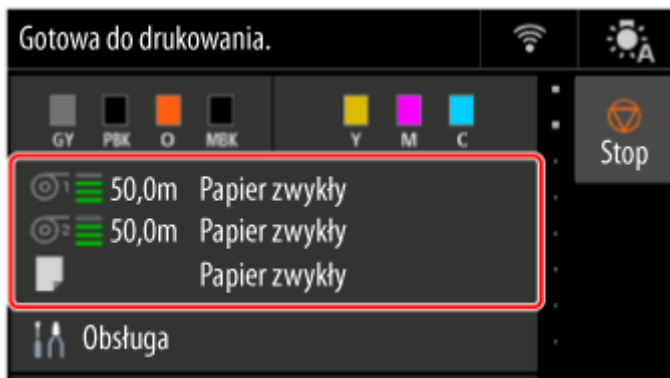 Gotowa do drukowania.
A
GY PBK O MBK Y M C
Stop
1 50,0m Papier zwykły
2 50,0m Papier zwykły
Papier zwykły
Obsługa